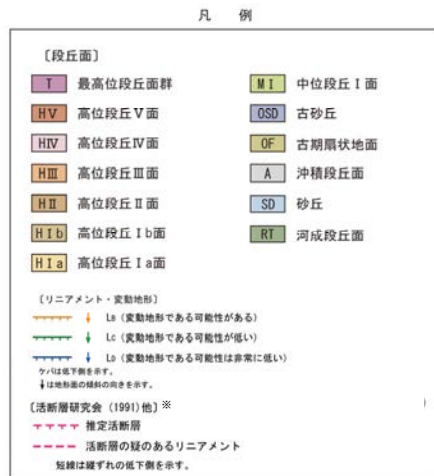 凡 例
〔段丘面〕
T 最高位段丘面群
HⅤ 高位段丘Ⅴ面
HⅣ 高位段丘Ⅳ面
HⅢ 高位段丘Ⅲ面
HⅡ 高位段丘Ⅱ面
HⅠb 高位段丘Ⅰb面
HⅠa 高位段丘Ⅰa面
MⅠ 中位段丘Ⅰ面
OSD 古砂丘
OF 古期扇状地面
A 沖積段丘面
SD 砂丘
RT 河成段丘面
〔リニアメント・変動地形〕
LB (変動地形である可能性がある)
LC (変動地形である可能性が低い)
LD (変動地形である可能性は非常に低い)
ケバは低下側を示す。
↓は地形面の傾斜の向きを示す。
〔活断層研究会(1991)他〕※
推定活断層
活断層の疑のあるリニアメント
短線は縦ずれの低下側を示す。
)